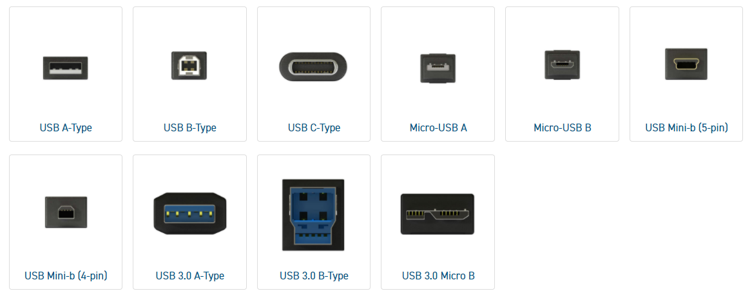 USB A-Type
USB B-Type
USB C-Type
Micro-USB A
Micro-USB B
USB Mini-b (5-pin)
USB Mini-b (4-pin)
USB 3.0 A-Type
USB 3.0 B-Type
USB 3.0 Micro B